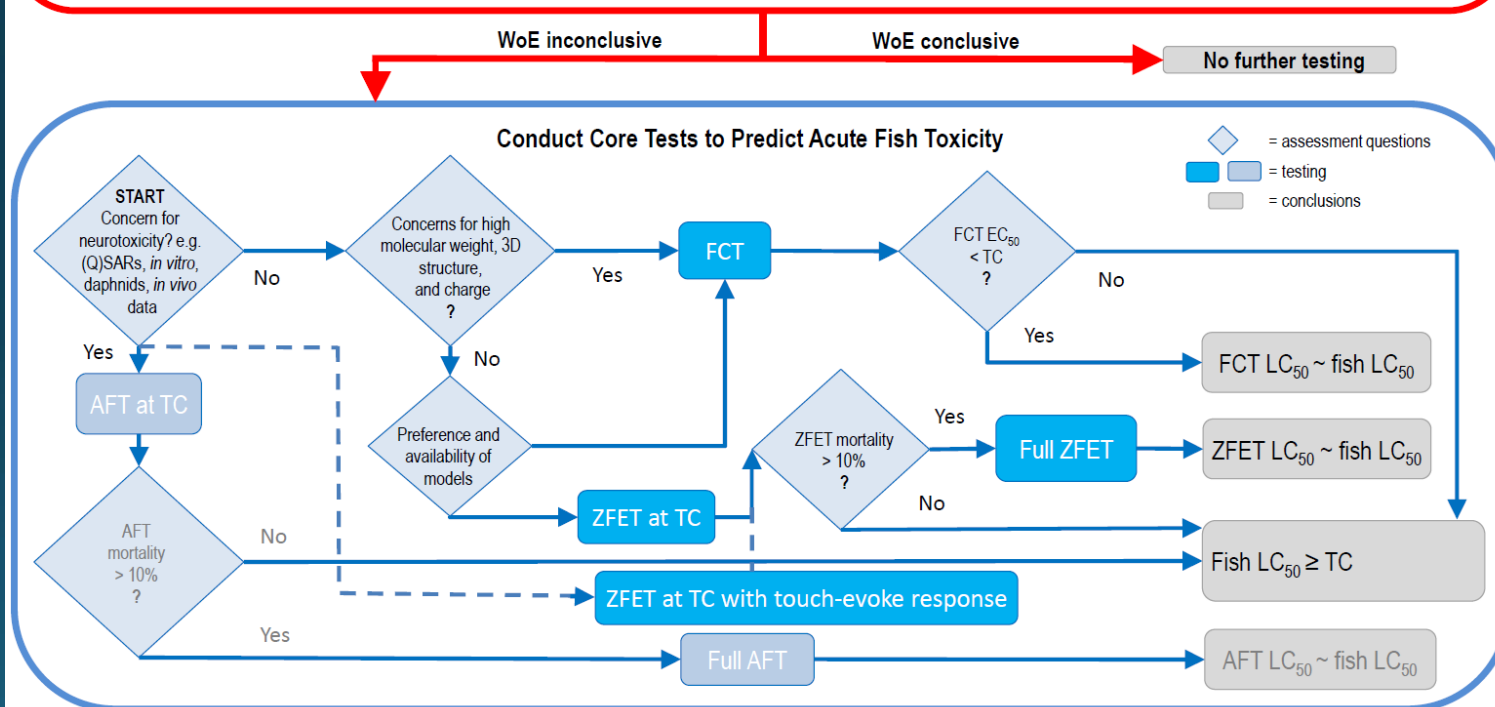 WoE inconclusive
WoE conclusive
No further testing
Conduct Core Tests to Predict Acute Fish Toxicity
= assessment questions
= testing
= conclusions
START
Concern for
neurotoxicity? e.g.
(Q)SARs, in vitro,
daphnids, in vivo
data
No
Concerns for high
molecular weight, 3D
structure,
and charge
?
Yes
FCT
FCT EC50
< TC
?
No
Yes
FCT LC50 ~ fish LC50
Yes
AFT at TC
No
Preference and
availability of
models
ZFET at TC
ZFET mortality
> 10%
?
Yes
Full ZFET
ZFET LC50 ~ fish LC50
No
AFT
mortality
> 10%
?
No
Fish LC50 ≥ TC
ZFET at TC with touch-evoke response
Yes
Full AFT
AFT LC50 ~ fish LC50